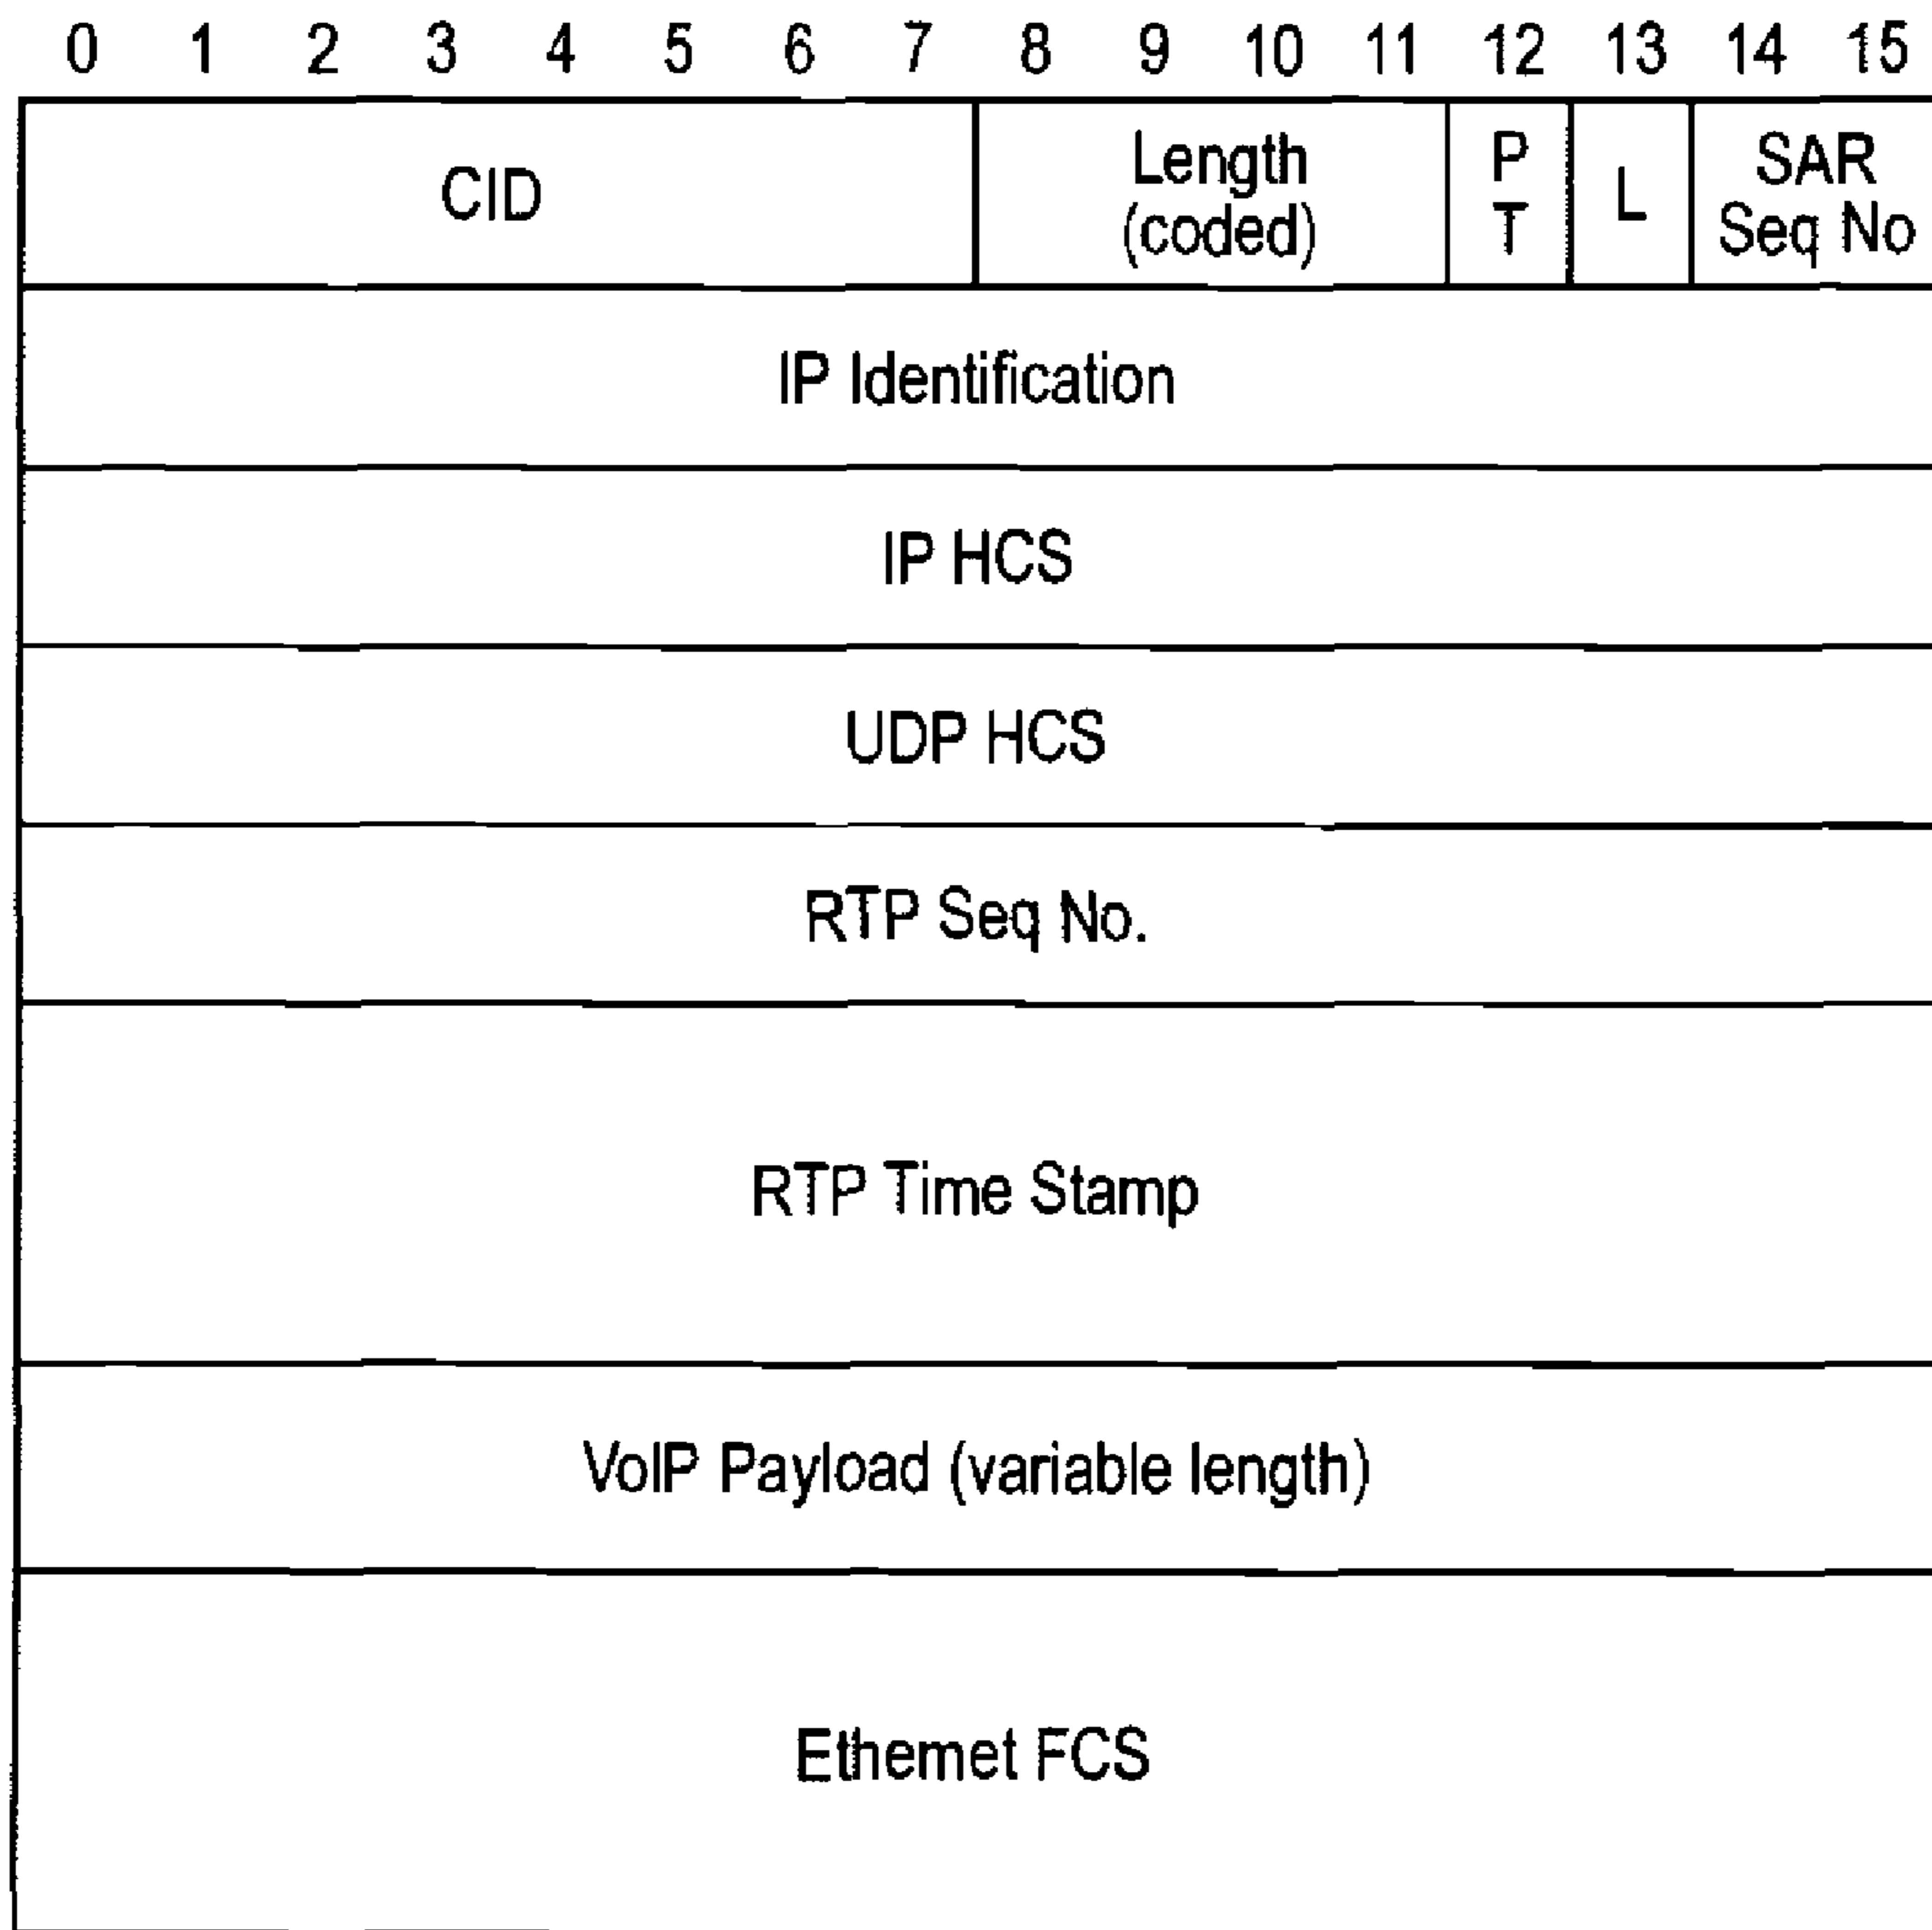 0 1 2 3 4 5 6 7 8 9 10 11 12 13 14 15
CID
Length
(coded)
P
T
L
SAR
Seq No
IP Identification
IP HCS
UDP HCS
RTP Seq No.
RTP Time Stamp
VoIP Payload (variable length)
Ethernet FCS